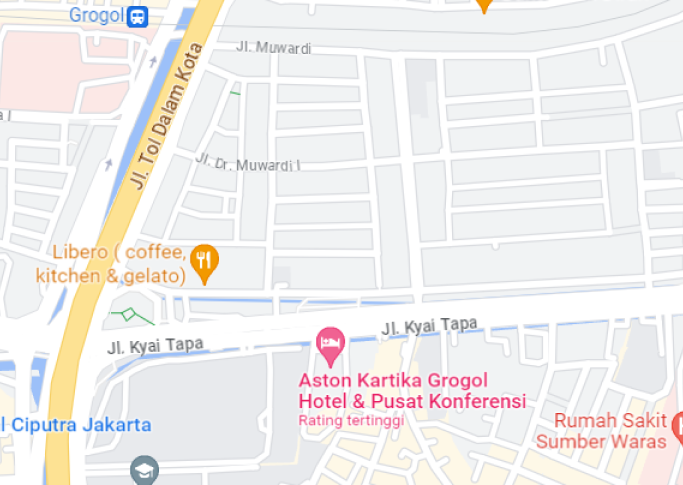 Grogol
Jl. Muwardi
Jl. Tol Dalam Kota
Jl. Dr. Muwardi I
Libero ( coffee,
kitchen & gelato)
Jl. Kyai Tapa
Jl. Kyai Tapa
Aston Kartika Grogol
Hotel & Pusat Konferensi
Rating tertinggi
l Ciputra Jakarta
Rumah Sakit
Sumber Waras